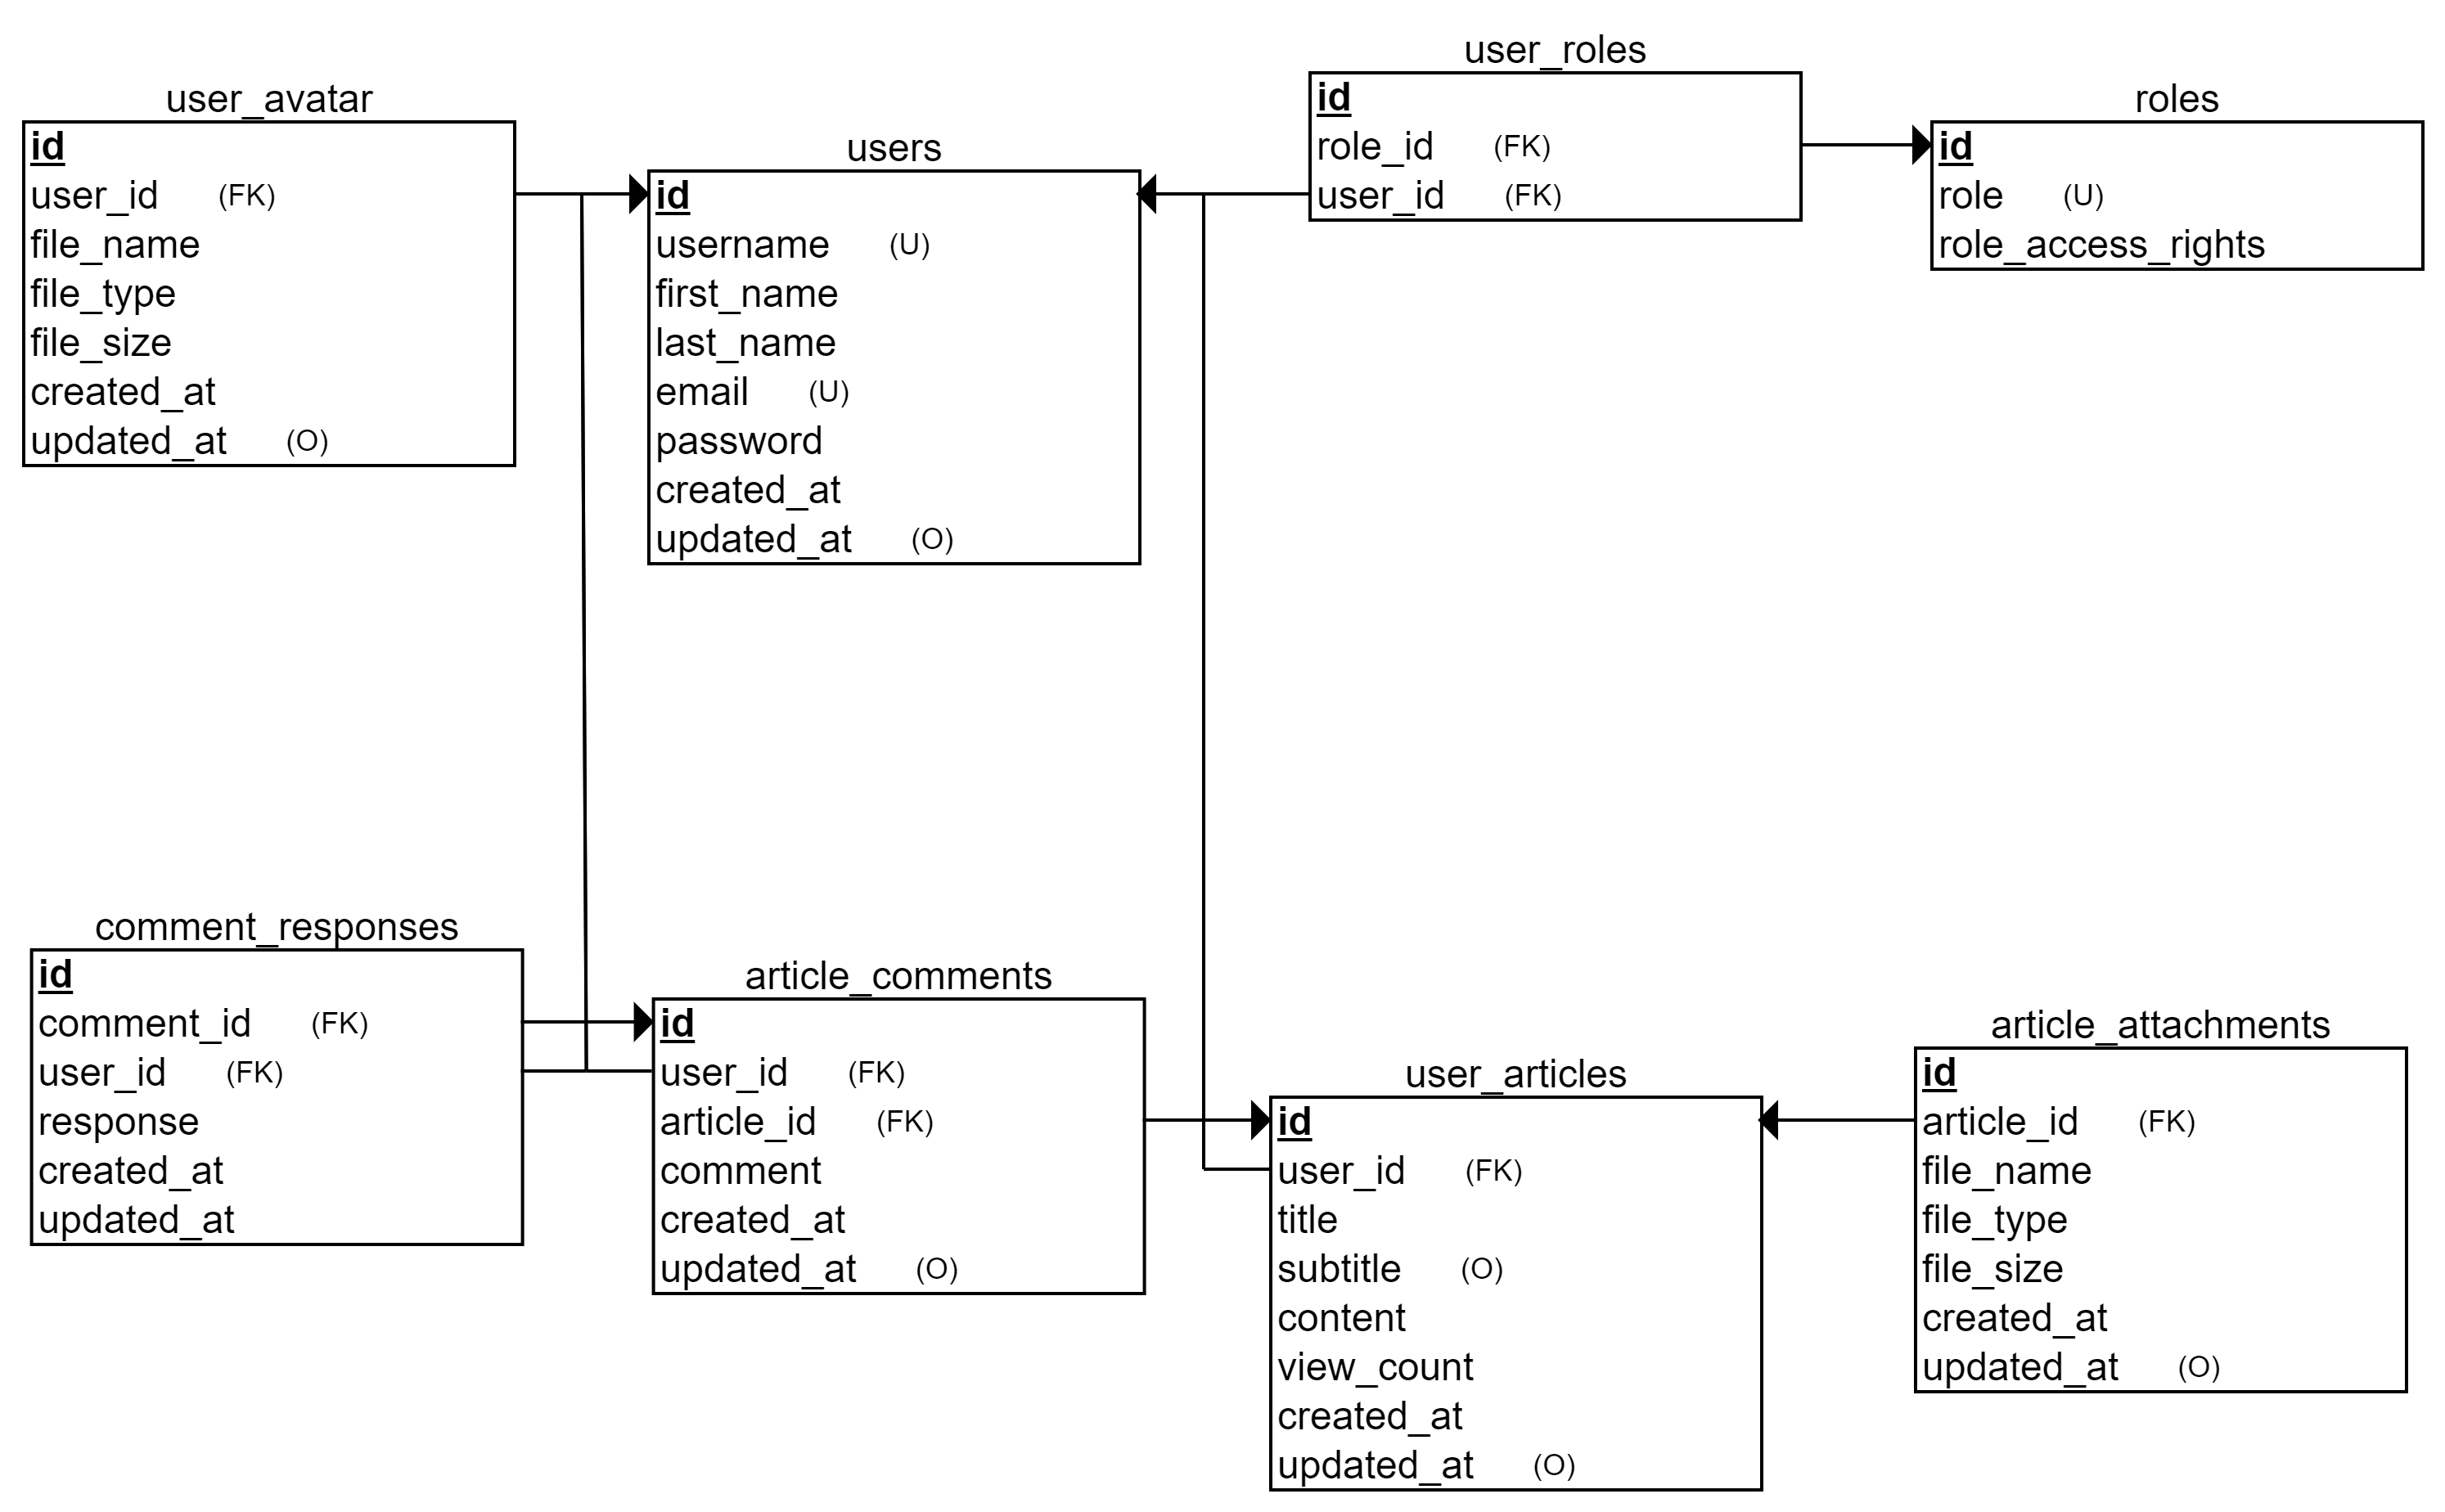 user_avatar
id
user_id (FK)
file_name
file_type
file_size
created_at
updated_at (O)
users
id
username (U)
first_name
last_name
email (U)
password
created_at
updated_at (O)
user_roles
id
role_id (FK)
user_id (FK)
roles
id
role (U)
role_access_rights
comment_responses
id
comment_id (FK)
user_id (FK)
response
created_at
updated_at
article_comments
id
user_id (FK)
article_id (FK)
comment
created_at
updated_at (O)
user_articles
id
user_id (FK)
title
subtitle (O)
content
view_count
created_at
updated_at (O)
article_attachments
id
article_id (FK)
file_name
file_type
file_size
created_at
updated_at (O)